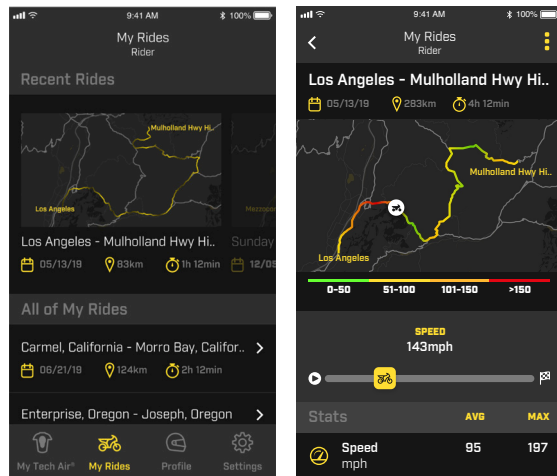 9:41 AM
100%
My Rides
Rider
Recent Rides
Mulholland Hwy Hi..
Los Angeles
Los Angeles - Mulholland Hwy Hi..
05/13/19 83km 1h 12min
Sunday
All of My Rides
Carmel, California - Morro Bay, Califor..
06/21/19 124km 2h 12min
Enterprise, Oregon - Joseph, Oregon
My Tech Air® My Rides Profile Settings
9:41 AM
100%
My Rides
Rider
Los Angeles - Mulholland Hwy Hi..
05/13/19 283km 4h 12min
Mulholland Hwy Hi..
Los Angeles
0-50 51-100 101-150 >150
SPEED
143mph
Stats AVG MAX
Speed 95 197
mph